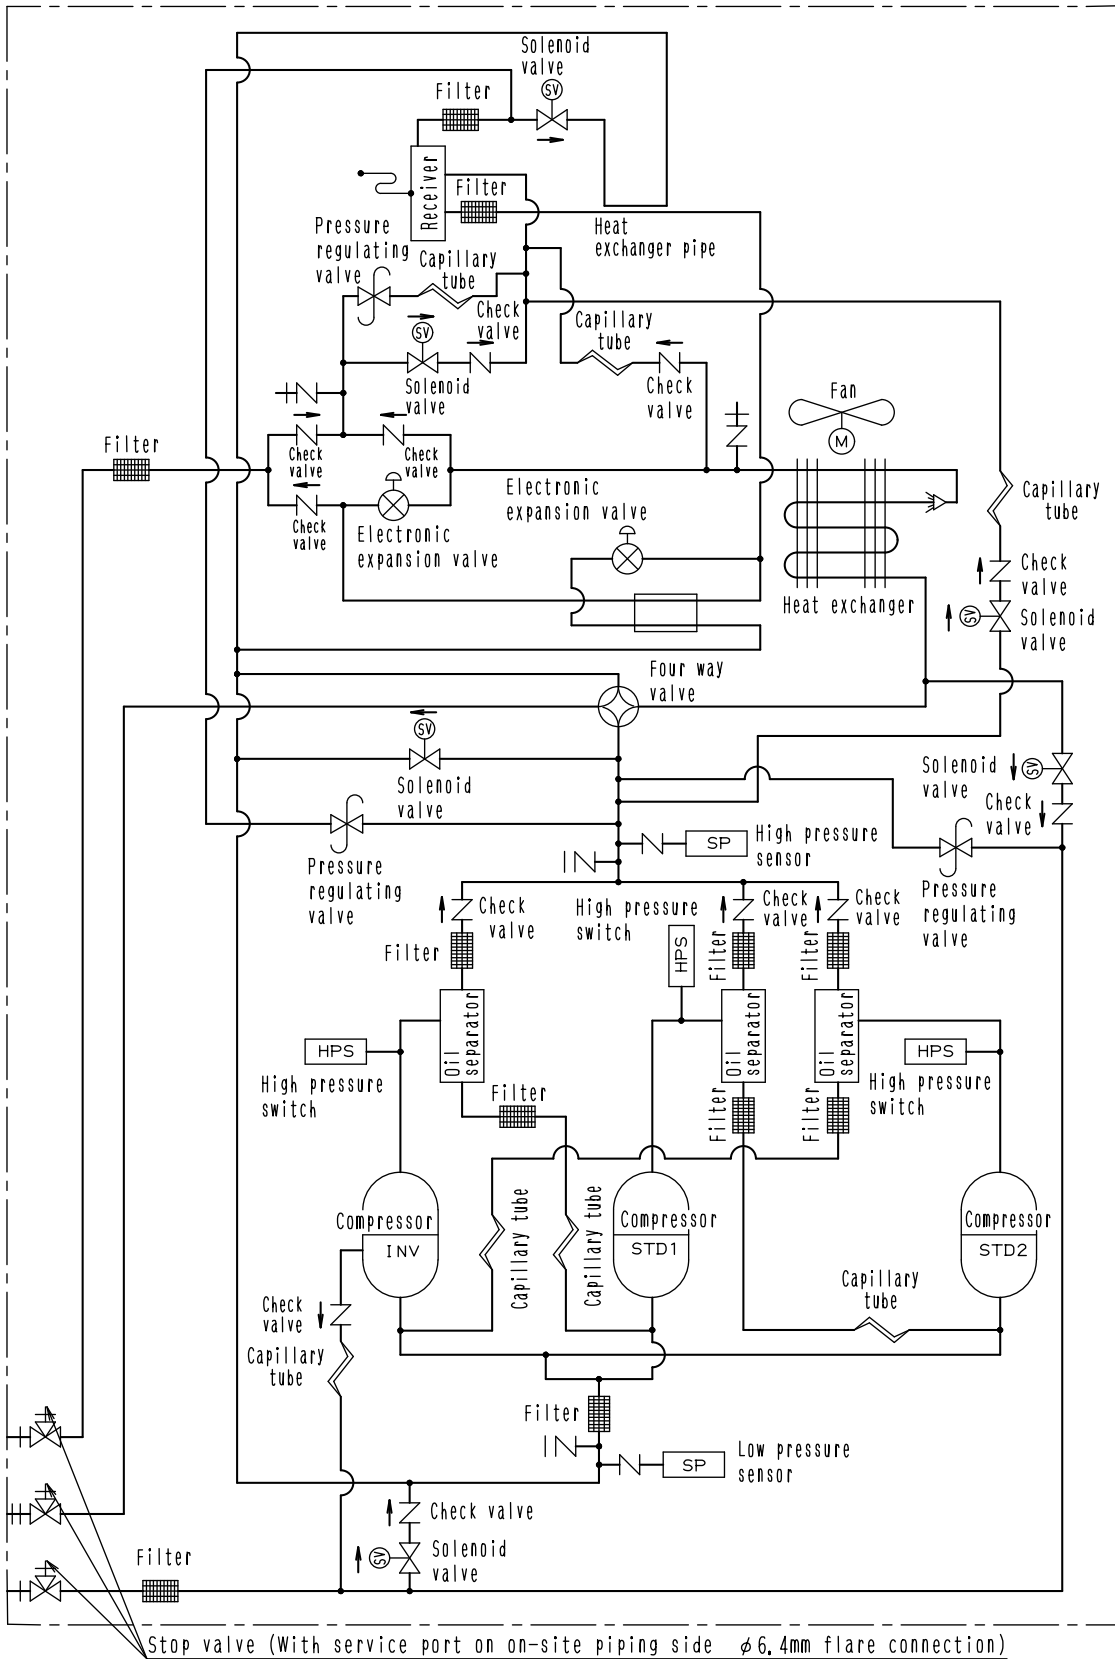 Solenoid
valve
SV
Filter
Receiver
Filter
Heat
exchanger pipe
Pressure
regulating
valve
Capillary
tube
Check
valve
SV
Solenoid
valve
Capillary
tube
Check
valve
Fan
M
Filter
Check
valve
Check
valve
Check
valve
Electronic
expansion valve
Electronic
expansion valve
Heat exchanger
Capillary
tube
Check
valve
SV
Solenoid
valve
Four way
valve
SV
Solenoid
valve
Solenoid
valve
SV
Check
valve
Pressure
regulating
valve
SP
High pressure
sensor
Pressure
regulating
valve
Check
valve
High pressure
switch
Check
valve
Check
valve
Filter
HPS
Filter
Filter
Oil
separator
Oil
separator
Oil
separator
HPS
High pressure
switch
HPS
High pressure
switch
Filter
Filter
Filter
Compressor
INV
Capillary tube
Capillary tube
Compressor
STD1
Compressor
STD2
Capillary
tube
Check
valve
Capillary
tube
Filter
SP
Low pressure
sensor
Check valve
SV
Solenoid
valve
Filter
Stop valve (With service port on on-site piping side φ6.4mm flare connection)